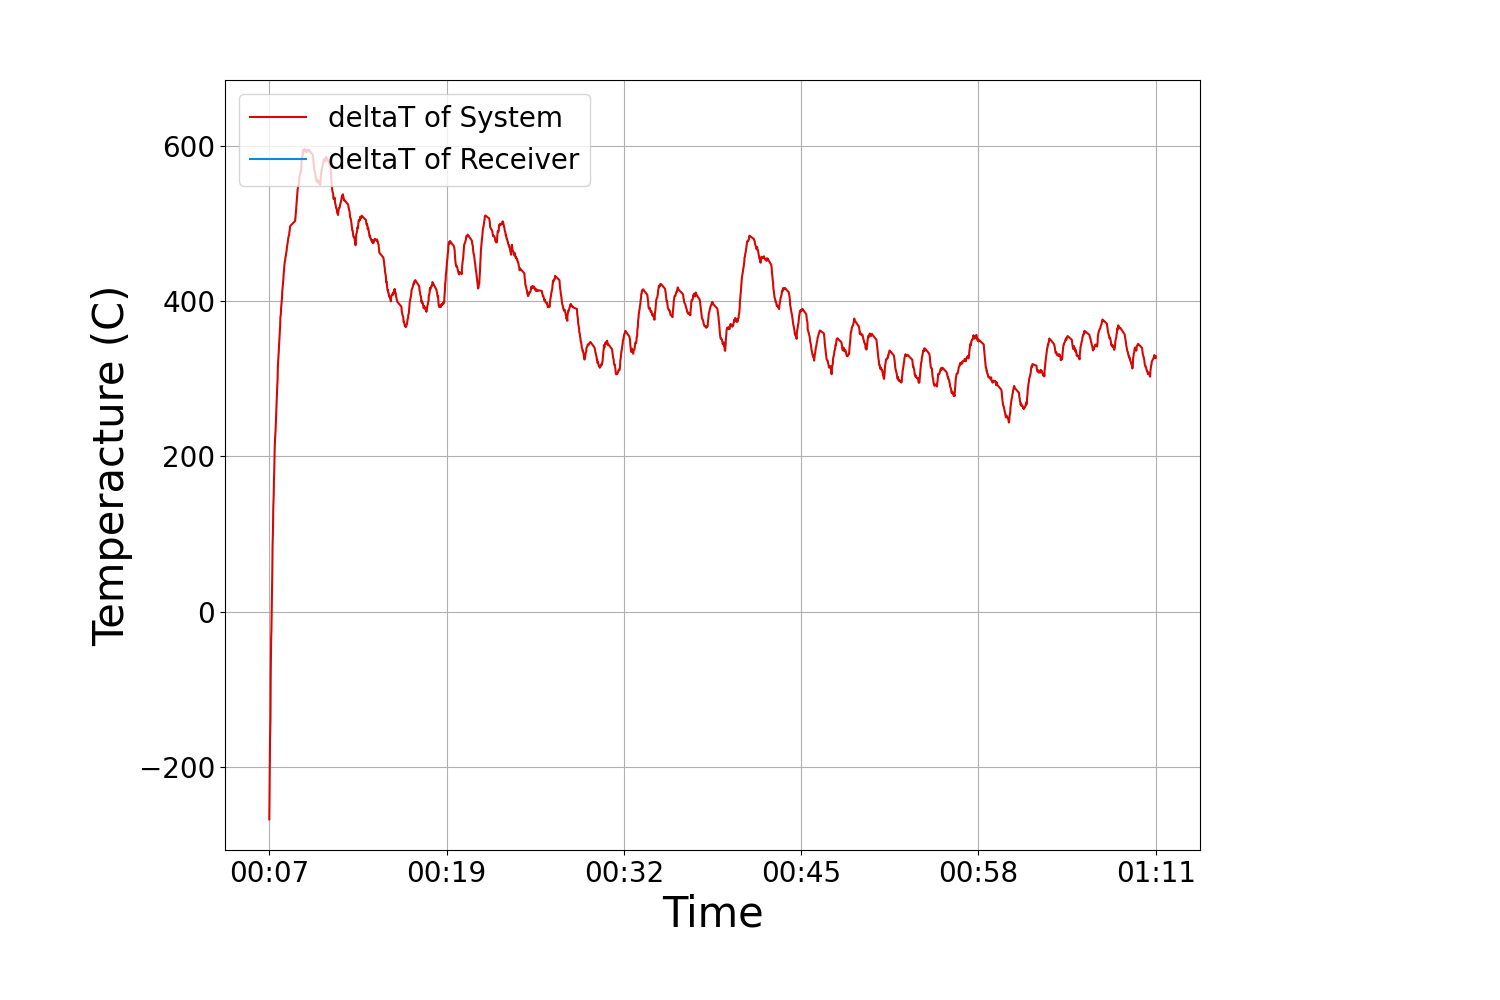 deltaT of System
deltaT of Receiver
600
400
200
0
−200
Temperacture (C)
00:07 00:19 00:32 00:45 00:58 01:11
Time